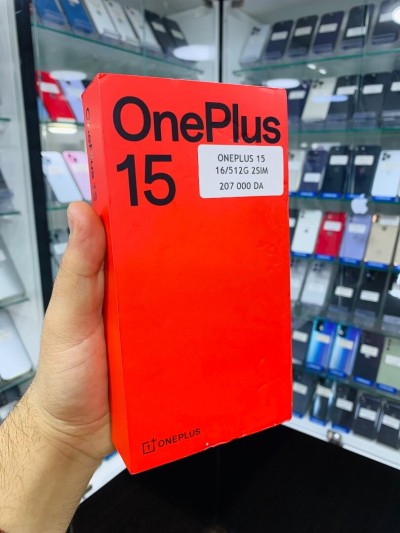 OnePlus
15
ONEPLUS 15
16/512G 2SIM
207 000 DA
ONEPLUS